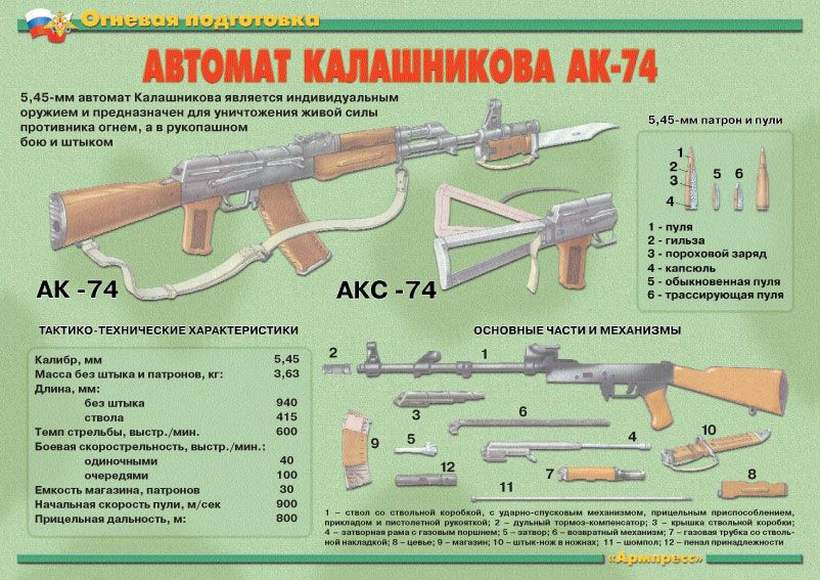 Огневая подготовка
АВТОМАТ КАЛАШНИКОВА АК-74
5,45-мм автомат Калашникова является индивидуальным
оружием и предназначен для уничтожения живой силы
противника огнем, а в рукопашном
бою и штыком
АК -74
АКС -74
5,45-мм патрон и пули
1
2
3
4
5
6
1 - пуля
2 - гильза
3 - пороховой заряд
4 - капсюль
5 - обыкновенная пуля
6 - трассирующая пуля
ТАКТИКО-ТЕХНИЧЕСКИЕ ХАРАКТЕРИСТИКИ
Калибр, мм 5,45
Масса без штыка и патронов, кг: 3,63
Длина, мм:
без штыка 940
ствола 415
Темп стрельбы, выстр./мин. 600
Боевая скорострельность, выстр./мин.:
одиночными 40
очередями 100
Емкость магазина, патронов 30
Начальная скорость пули, м/сек 900
Прицельная дальность, м: 800
ОСНОВНЫЕ ЧАСТИ И МЕХАНИЗМЫ
2
1
3
6
9
5
4
10
12
7
8
11
1 – ствол со ствольной коробкой, с ударно-спусковым механизмом, прицельным приспособлением,
прикладом и пистолетной рукояткой; 2 – дульный тормоз-компенсатор; 3 – крышка ствольной коробки;
4 – затворная рама с газовым поршнем; 5 – затвор; 6 – возвратный механизм; 7 – газовая трубка со стволь-
ной накладкой; 8 – цевье; 9 – магазин; 10 – штык-нож в ножнах; 11 – шомпол; 12 – пенал принадлежности
«Армпресс»